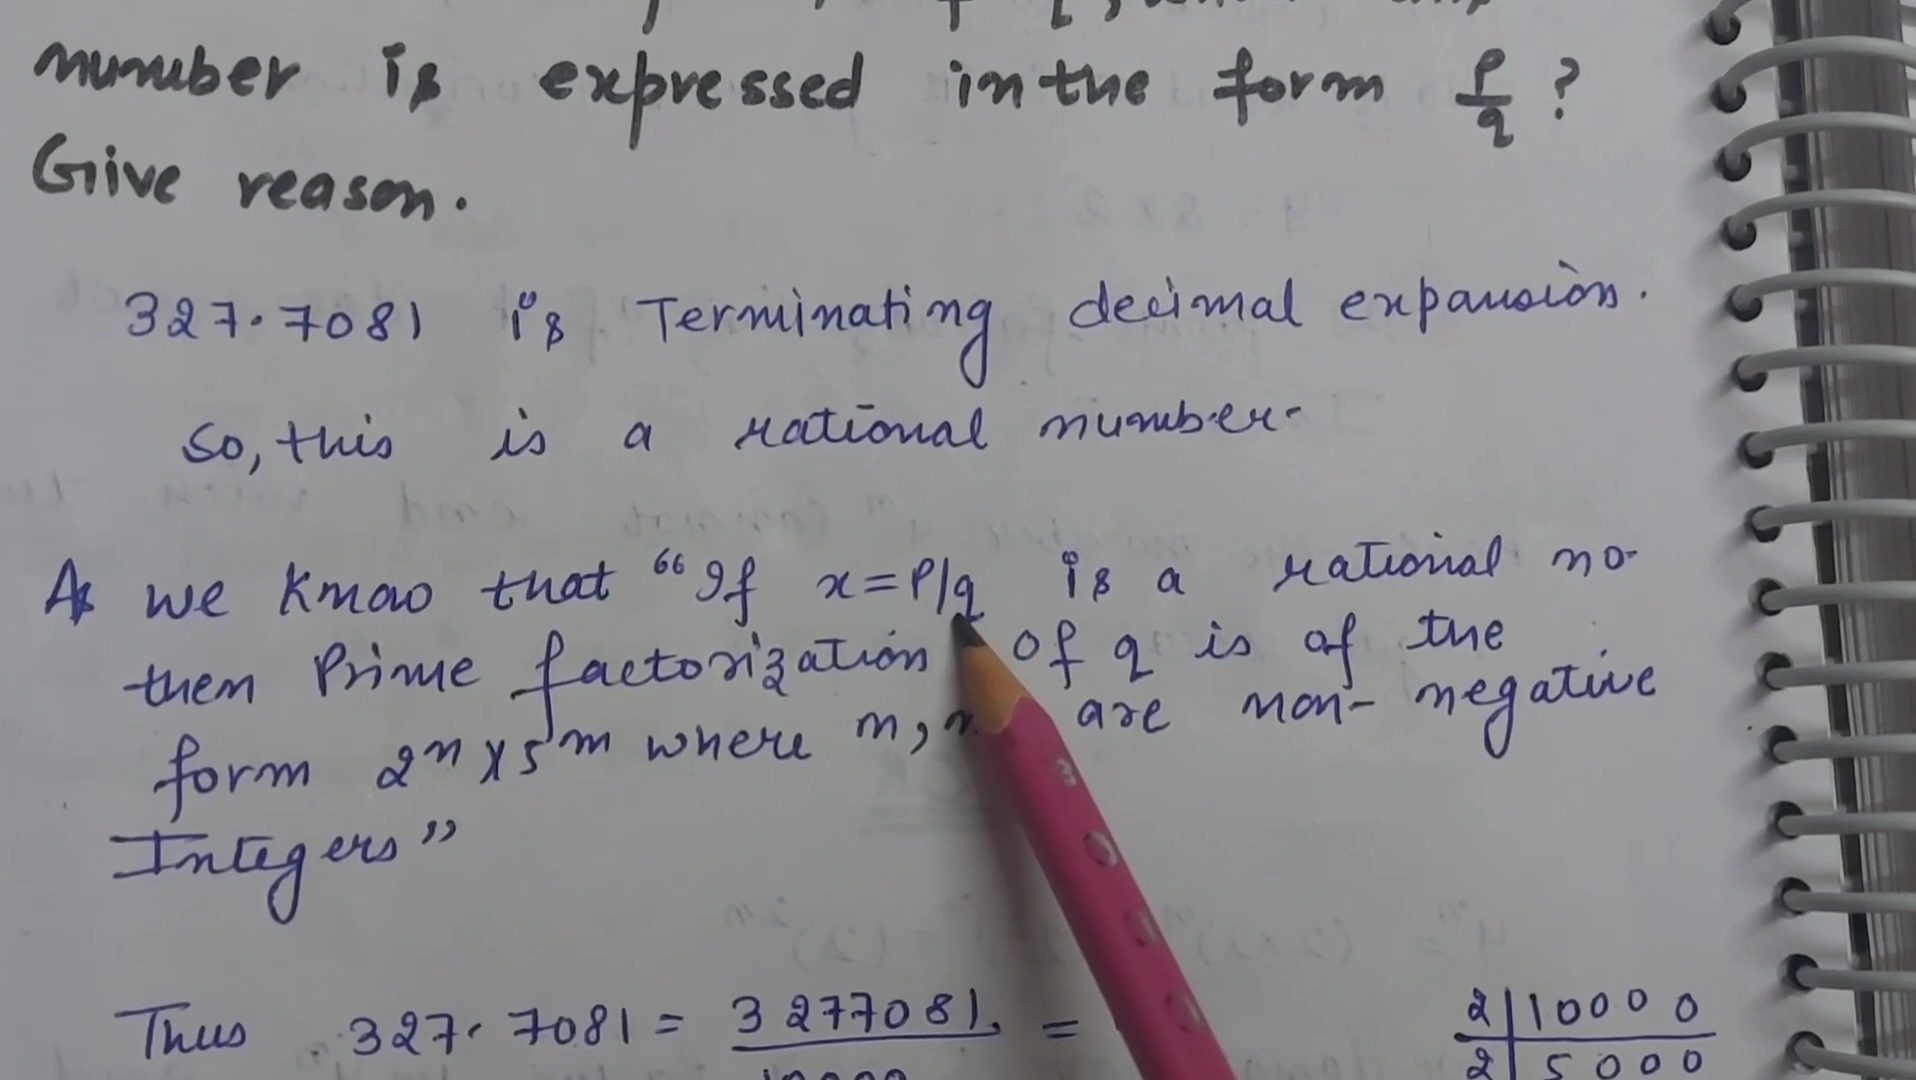 number is expressed in the form p/q ?
Give reason.
327.7081 is Terminating decimal expansion.
So, this is a rational number.
As we know that "If x = P/q is a rational no.
then Prime factorization of q is of the
form 2ⁿ × 5ᵐ where m, n are non-negative
Integers"
Thus 327.7081 = 3277081/10000 =
2 | 10000
2 | 5000